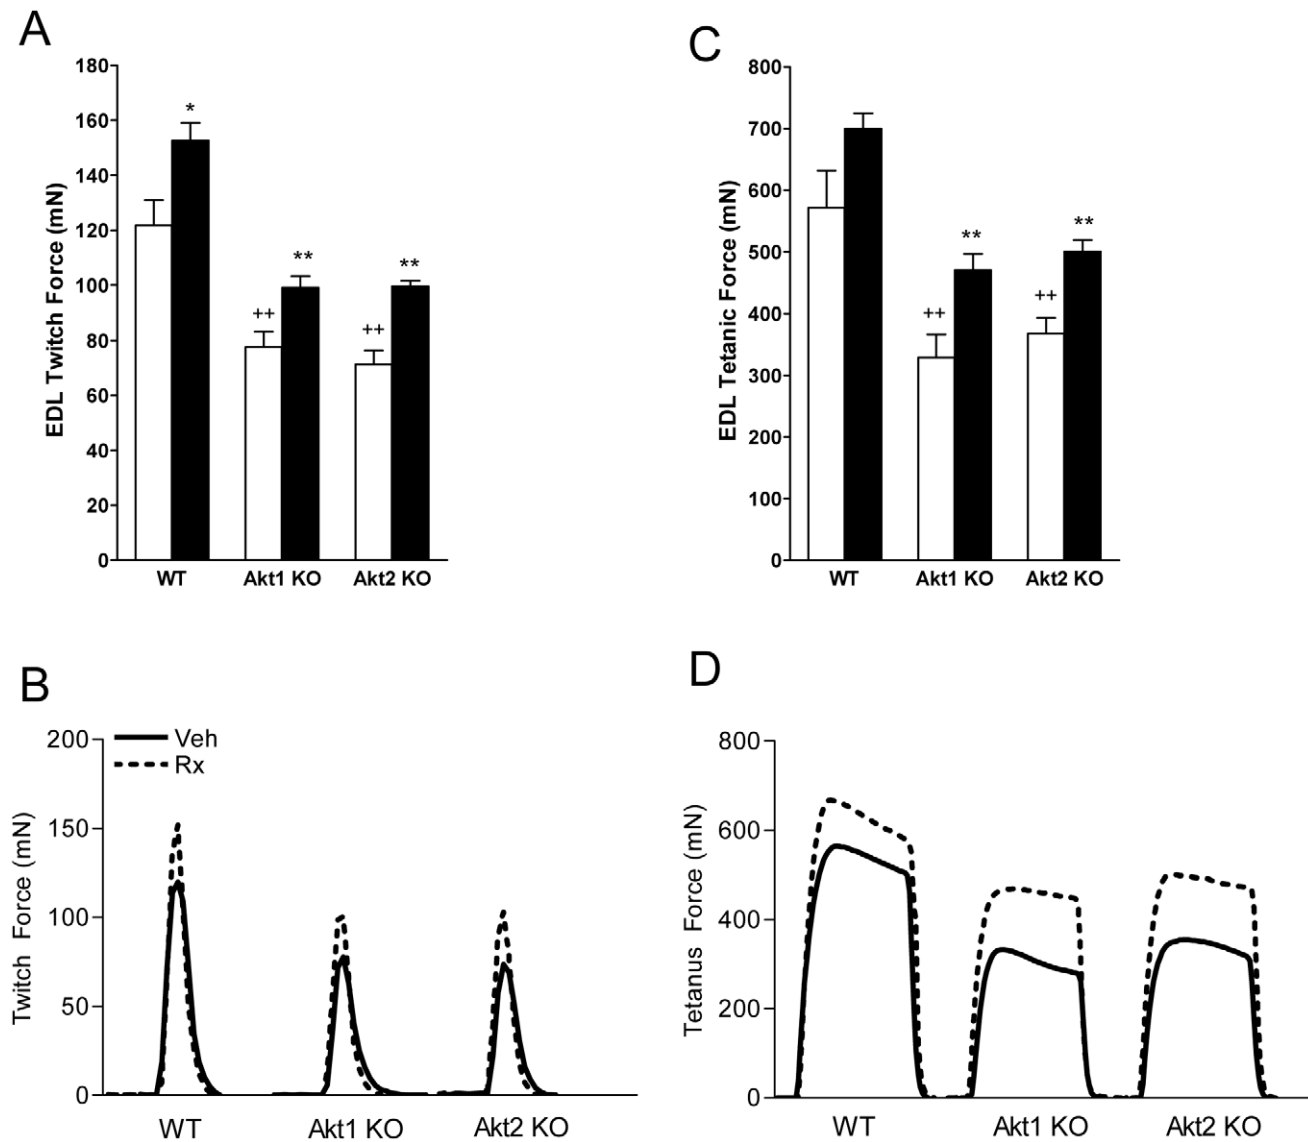 A
EDL Twitch Force (mN)
180
160
140
120
100
80
60
40
20
0
*
++
**
++
**
WT
Akt1 KO
Akt2 KO
C
EDL Tetanic Force (mN)
800
700
600
500
400
300
200
100
0
++
**
++
**
WT
Akt1 KO
Akt2 KO
B
Twitch Force (mN)
200
150
100
50
0
Veh
Rx
WT
Akt1 KO
Akt2 KO
D
Tetanus Force (mN)
800
600
400
200
0
WT
Akt1 KO
Akt2 KO